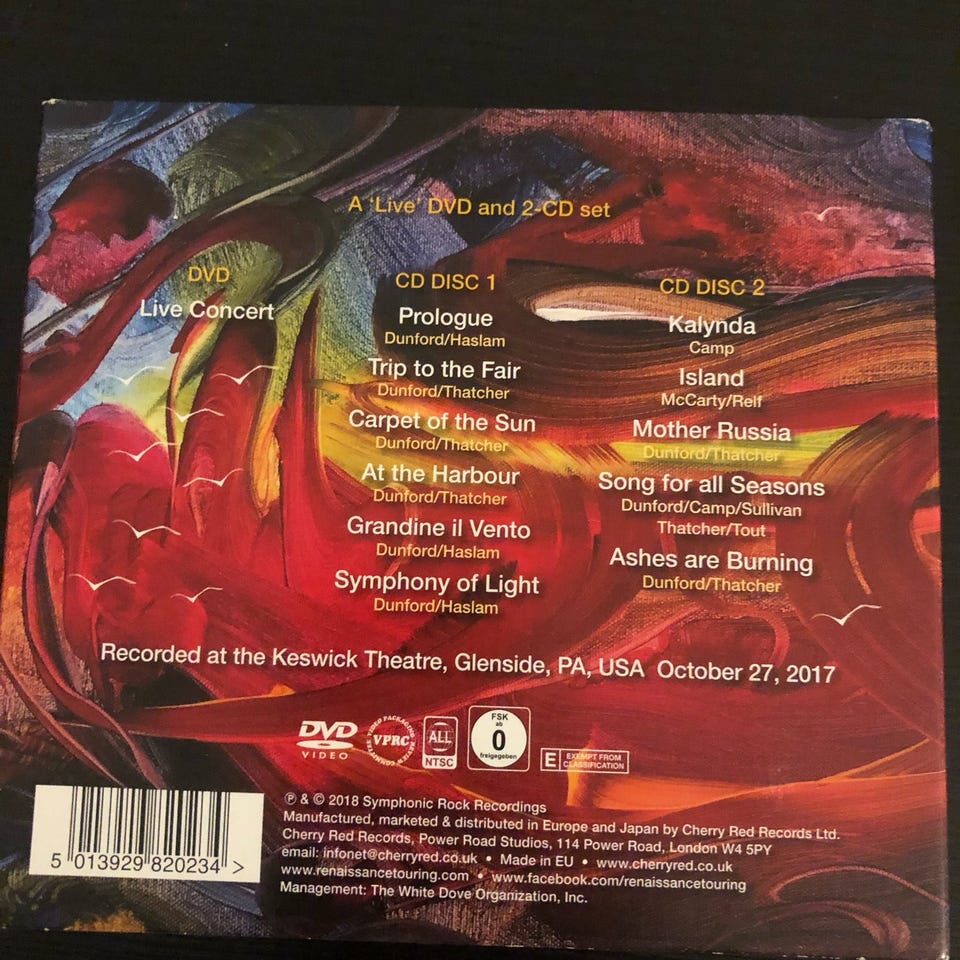 A 'Live' DVD and 2-CD set
DVD
Live Concert
CD DISC 1
Prologue
Dunford/Haslam
Trip to the Fair
Dunford/Thatcher
Carpet of the Sun
Dunford/Thatcher
At the Harbour
Dunford/Thatcher
Grandine il Vento
Dunford/Haslam
Symphony of Light
Dunford/Haslam
CD DISC 2
Kalynda
Camp
Island
McCarty/Relf
Mother Russia
Dunford/Thatcher
Song for all Seasons
Dunford/Camp/Sullivan
Thatcher/Tout
Ashes are Burning
Dunford/Thatcher
Recorded at the Keswick Theatre, Glenside, PA, USA October 27, 2017
DVD
VIDEO
VIDEO PACKAGING REVIEW COMMITTEE
VPRC
ALL
NTSC
FSK
ab
0
freigegeben
E EXEMPT FROM
CLASSIFICATION
℗ & © 2018 Symphonic Rock Recordings
Manufactured, marketed & distributed in Europe and Japan by Cherry Red Records Ltd.
Cherry Red Records, Power Road Studios, 114 Power Road, London W4 5PY
email: infonet@cherryred.co.uk • Made in EU • www.cherryred.co.uk
www.renaissancetouring.com • www.facebook.com/renaissancetouring
Management: The White Dove Organization, Inc.
5 013929 820234 >